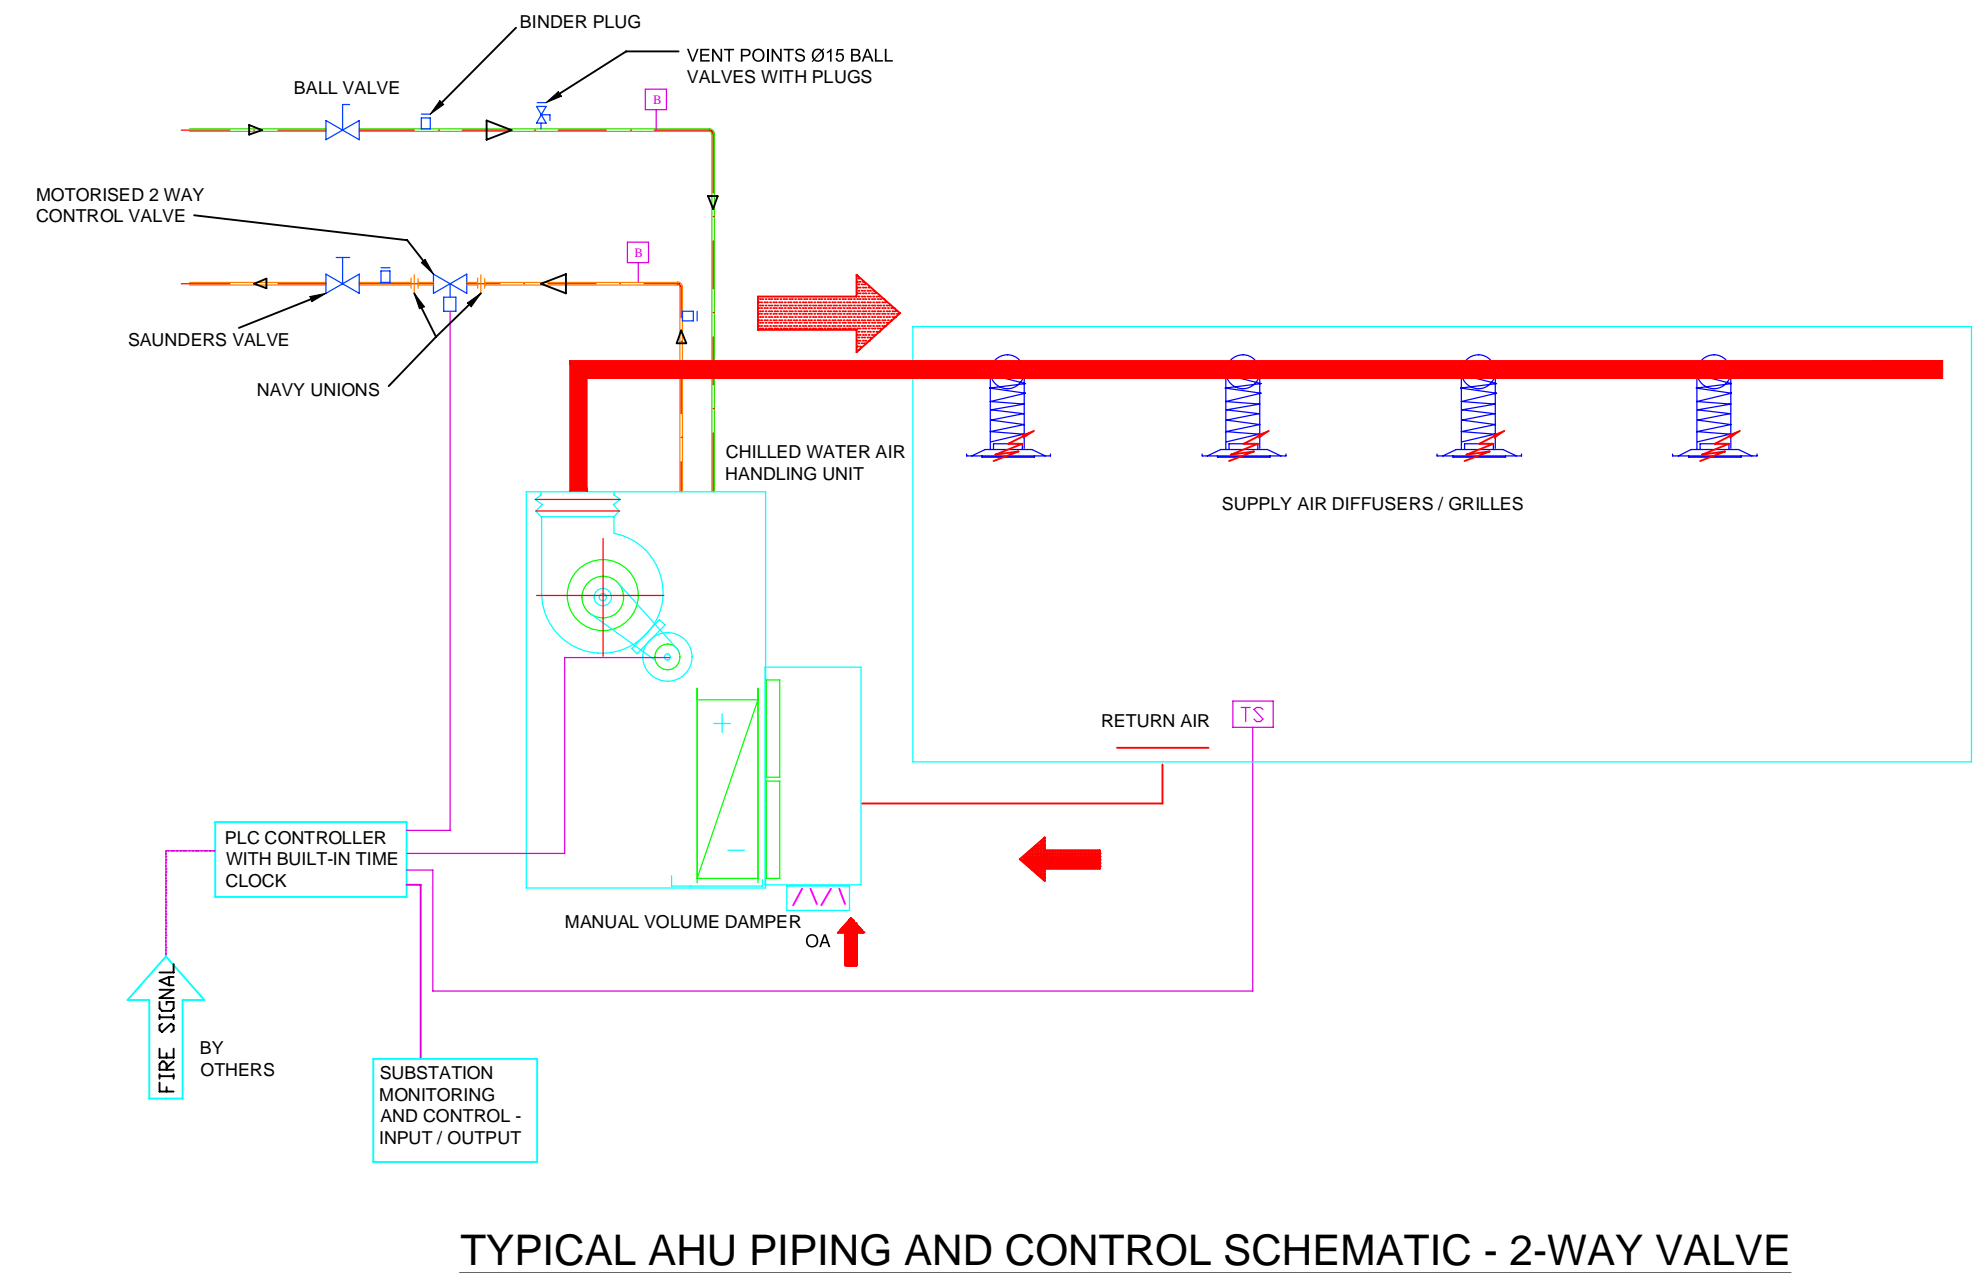 BINDER PLUG
VENT POINTS Ø15 BALL
VALVES WITH PLUGS
BALL VALVE
B
MOTORISED 2 WAY
CONTROL VALVE
B
SAUNDERS VALVE
NAVY UNIONS
CHILLED WATER AIR
HANDLING UNIT
SUPPLY AIR DIFFUSERS / GRILLES
RETURN AIR
TS
PLC CONTROLLER
WITH BUILT-IN TIME
CLOCK
MANUAL VOLUME DAMPER
OA
FIRE SIGNAL
BY
OTHERS
SUBSTATION
MONITORING
AND CONTROL -
INPUT / OUTPUT
TYPICAL AHU PIPING AND CONTROL SCHEMATIC - 2-WAY VALVE